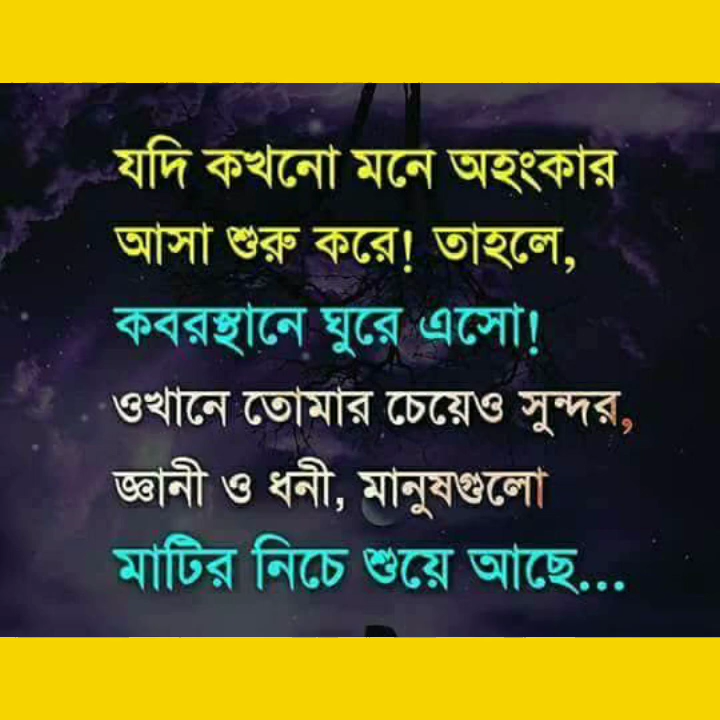 যদি কখনো মনে অহংকার
আসা শুরু করে! তাহলে,
কবরস্থানে ঘুরে এসো!
ওখানে তোমার চেয়েও সুন্দর,
জ্ঞানী ও ধনী, মানুষগুলো
মাটির নিচে শুয়ে আছে...